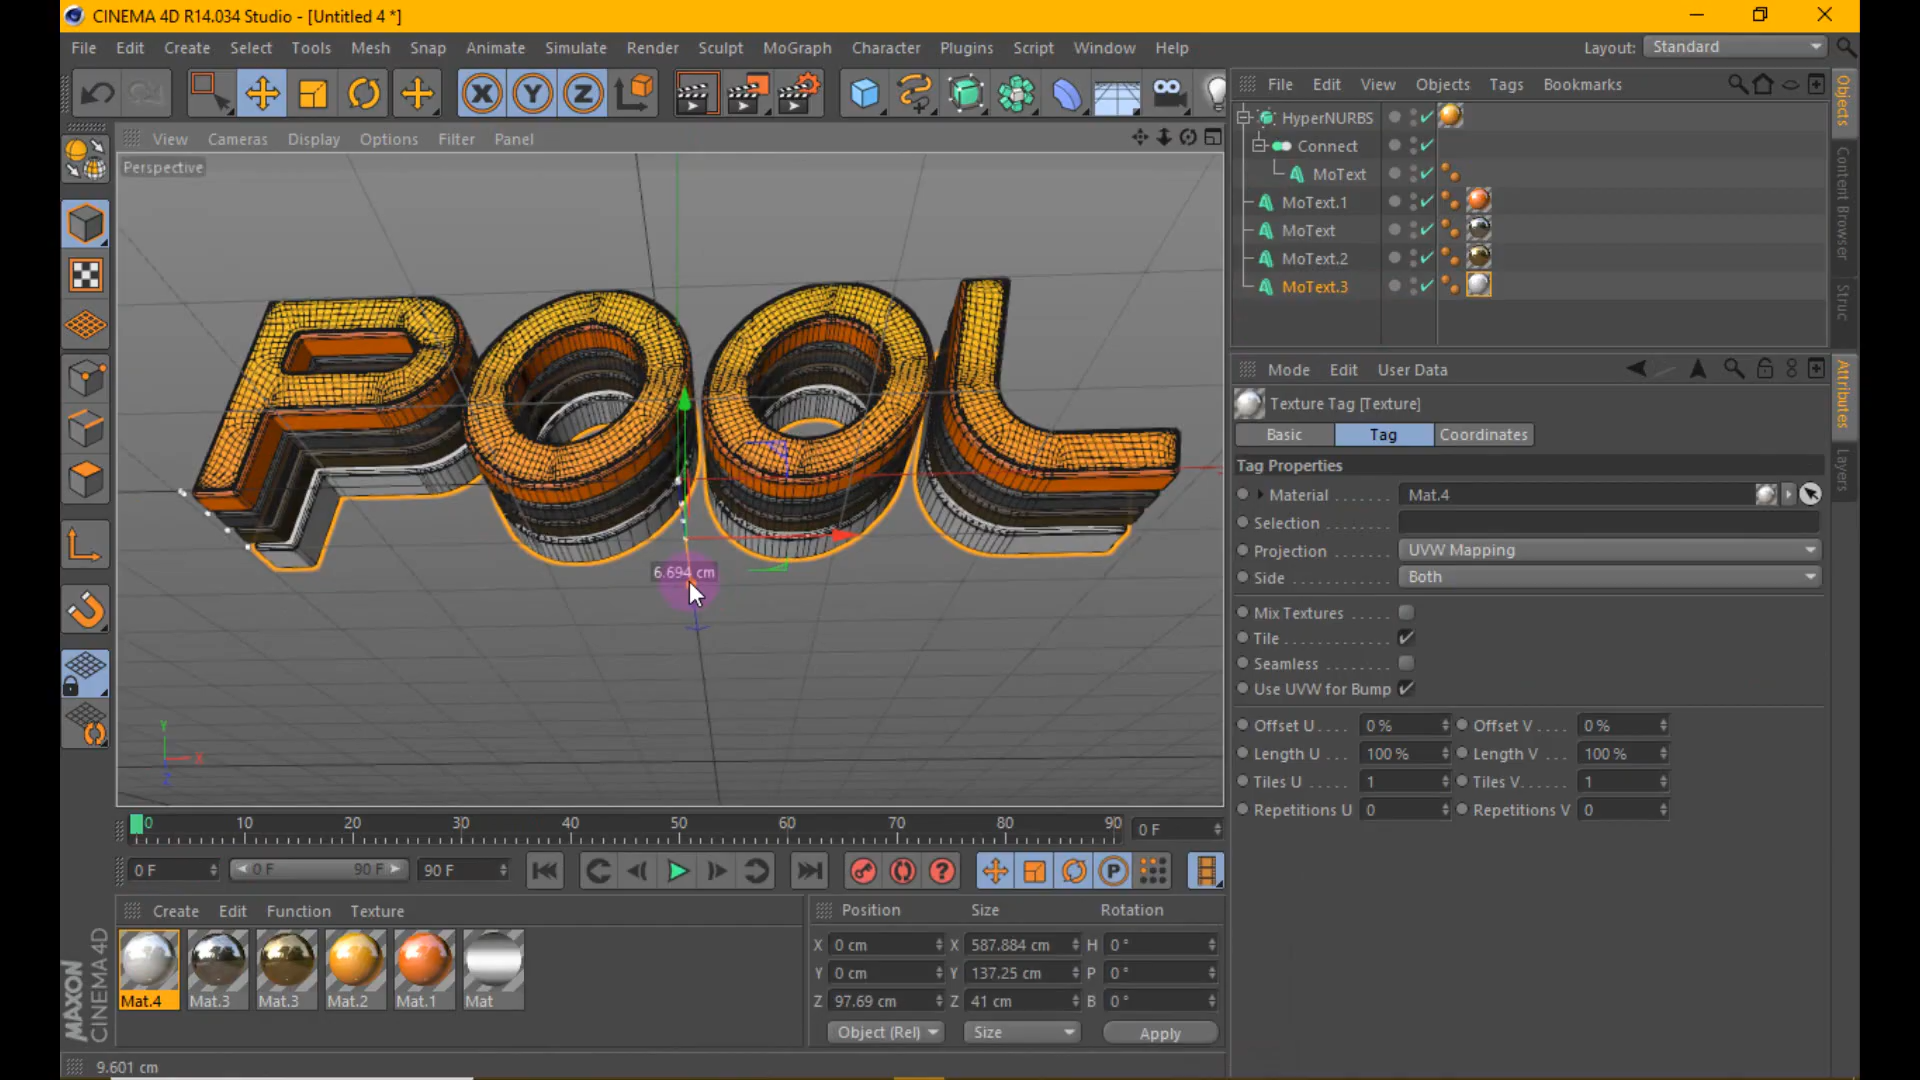 CINEMA 4D R14.034 Studio - [Untitled 4 *]
File Edit Create Select Tools Mesh Snap Animate Simulate Render Sculpt MoGraph Character Plugins Script Window Help Layout: Standard
File Edit View Objects Tags Bookmarks
View Cameras Display Options Filter Panel
Perspective
HyperNURBS
Connect
MoText
MoText.1
MoText
MoText.2
MoText.3
Objects
Content Browser
Struc
POOL
6.694 cm
Y
X
Z
Mode Edit User Data
Texture Tag [Texture]
Basic Tag Coordinates
Tag Properties
Material Mat.4
Selection
Projection UVW Mapping
Side Both
Mix Textures
Tile
Seamless
Use UVW for Bump
Offset U 0 % Offset V 0 %
Length U 100 % Length V 100 %
Tiles U 1 Tiles V 1
Repetitions U 0 Repetitions V 0
Attributes
Layers
0 10 20 30 40 50 60 70 80 90 0 F
0 F 0 F 90 F 90 F
Create Edit Function Texture
Mat.4 Mat.3 Mat.3 Mat.2 Mat.1 Mat
Position Size Rotation
X 0 cm X 587.884 cm H 0 °
Y 0 cm Y 137.25 cm P 0 °
Z 97.69 cm Z 41 cm B 0 °
Object (Rel) Size Apply
MAXON
CINEMA 4D
9.601 cm